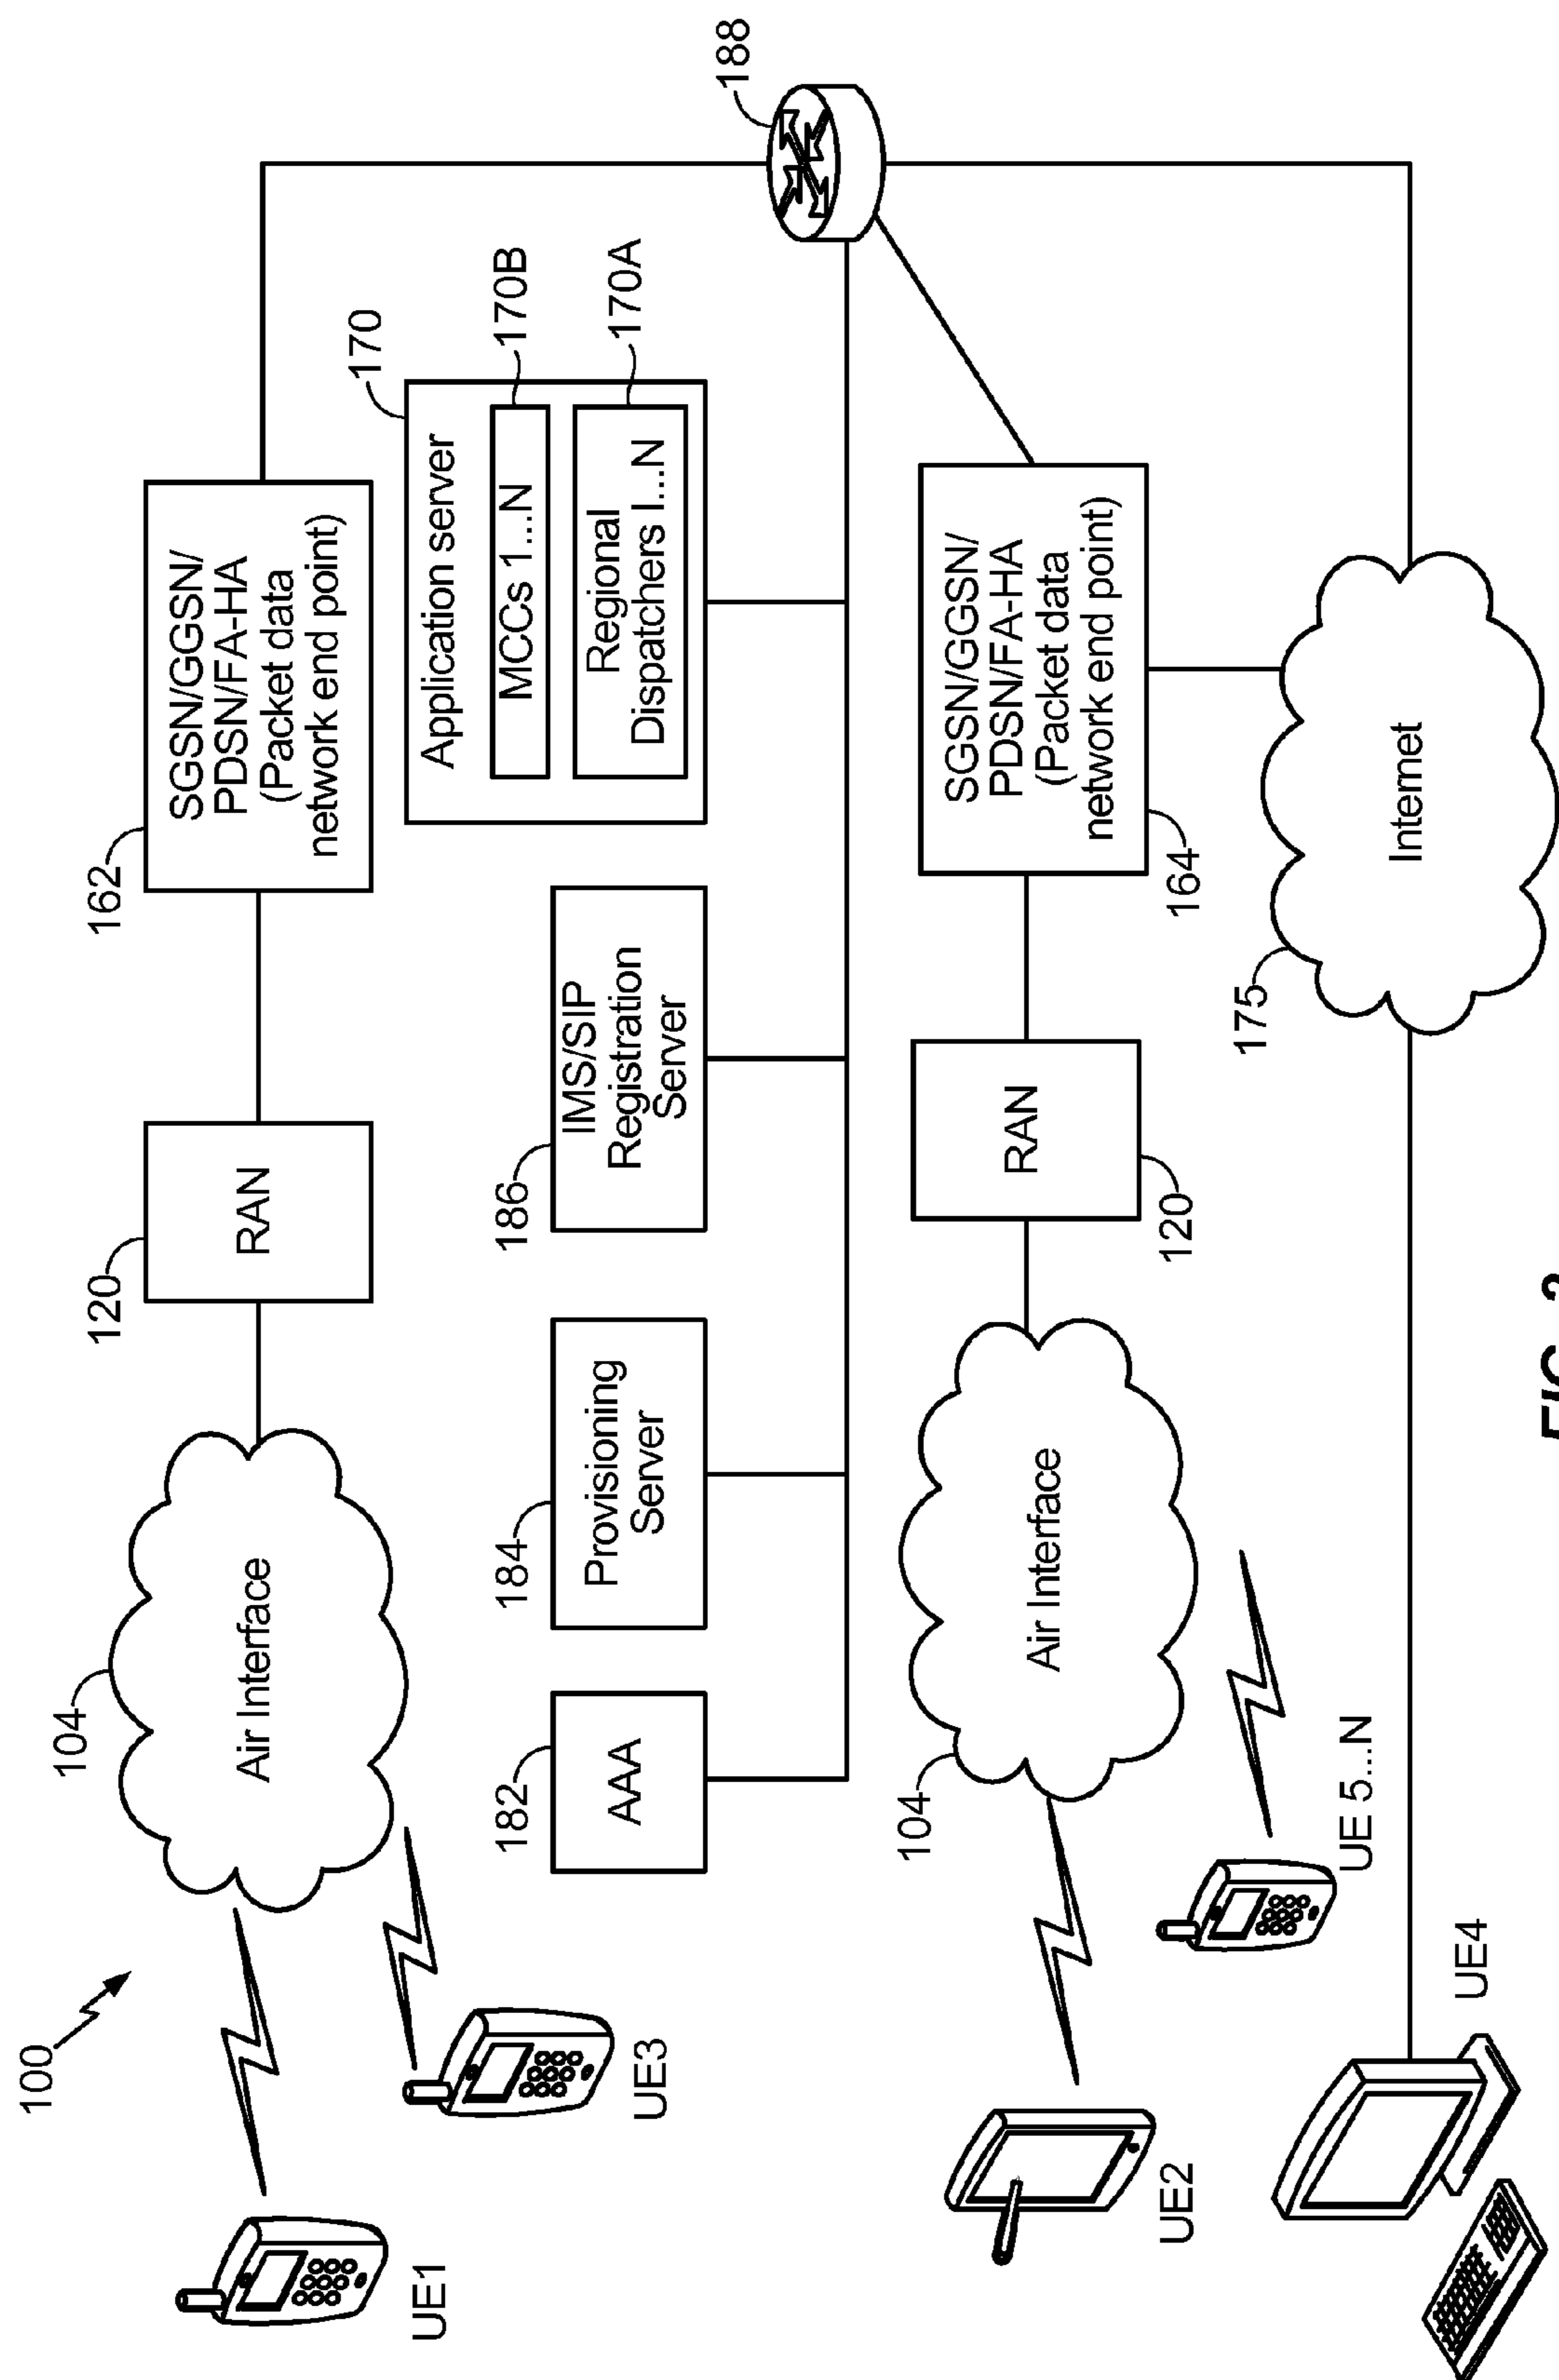 100
104
120
162
UE1
Air Interface
RAN
SGSN/GGSN/
PDSN/FA-HA
(Packet data
network end point)
UE3
182
AAA
184
Provisioning
Server
186
IMS/SIP
Registration
Server
170
Application server
MCCs 1...N
170B
Regional
Dispatchers I...N
170A
188
UE2
104
Air Interface
RAN
120
SGSN/GGSN/
PDSN/FA-HA
(Packet data
network end point)
164
UE 5...N
175
Internet
UE4
FIG.